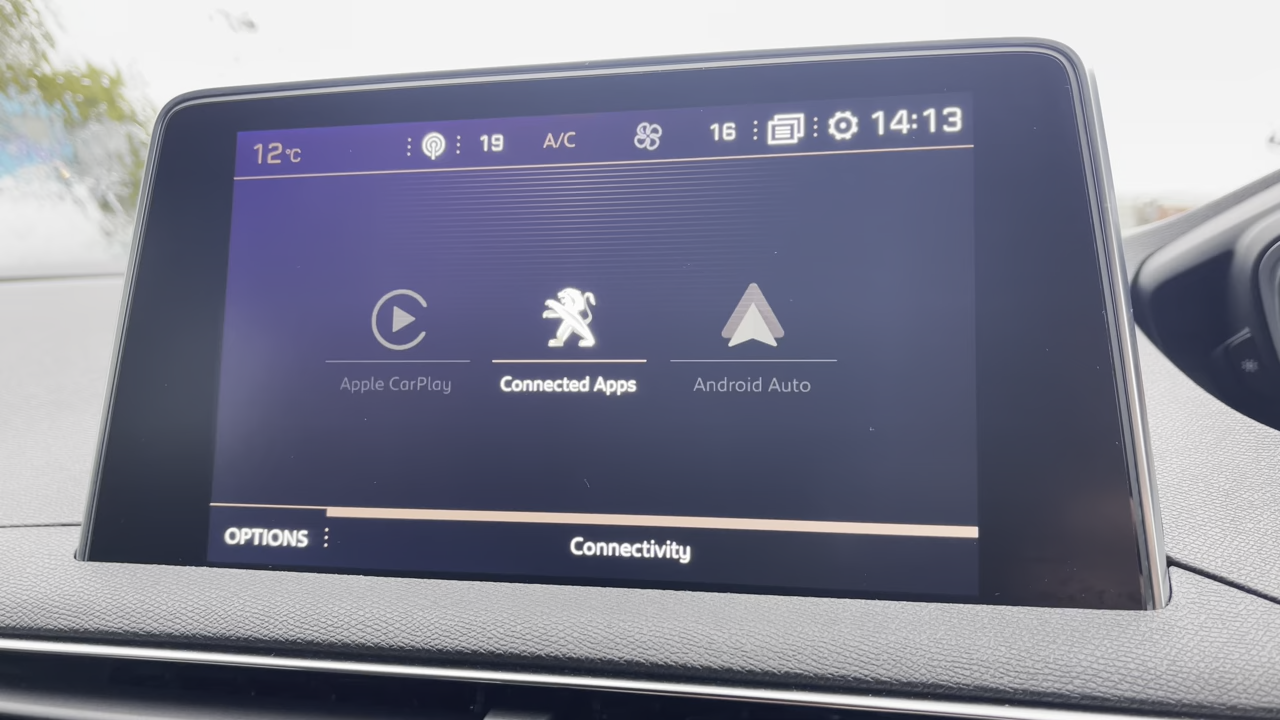 12°C 19 A/C 16 14:13
Apple CarPlay Connected Apps Android Auto
OPTIONS Connectivity